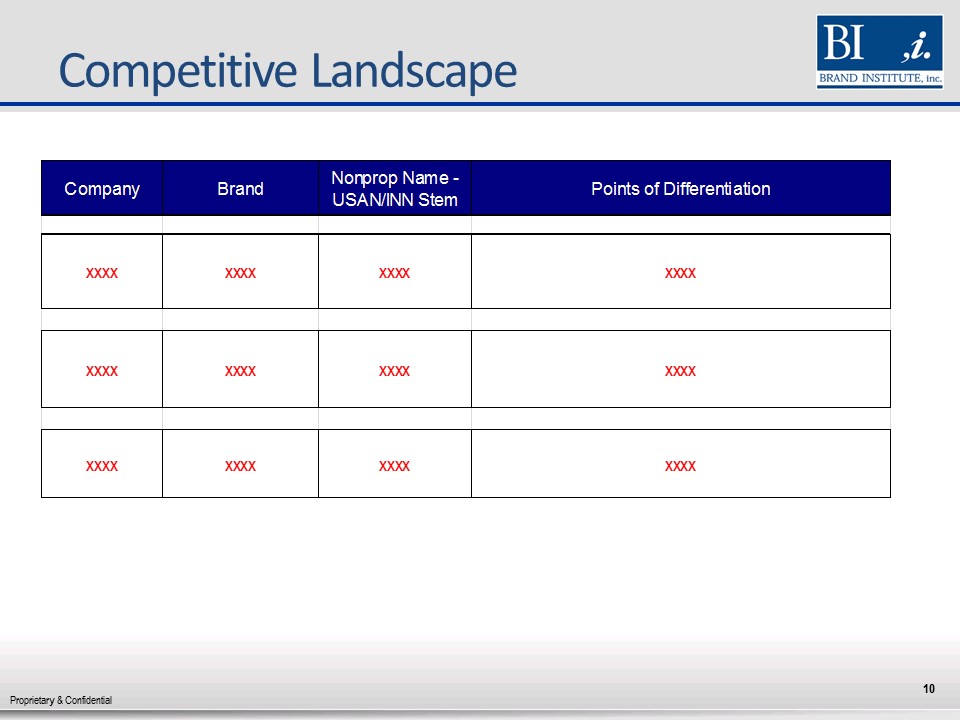 Competitive Landscape
BI ,i.
BRAND INSTITUTE, inc.
Company Brand Nonprop Name - Points of Differentiation
USAN/INN Stem
xxxx xxxx xxxx xxxx
xxxx xxxx xxxx xxxx
xxxx xxxx xxxx xxxx
10
Proprietary & Confidential